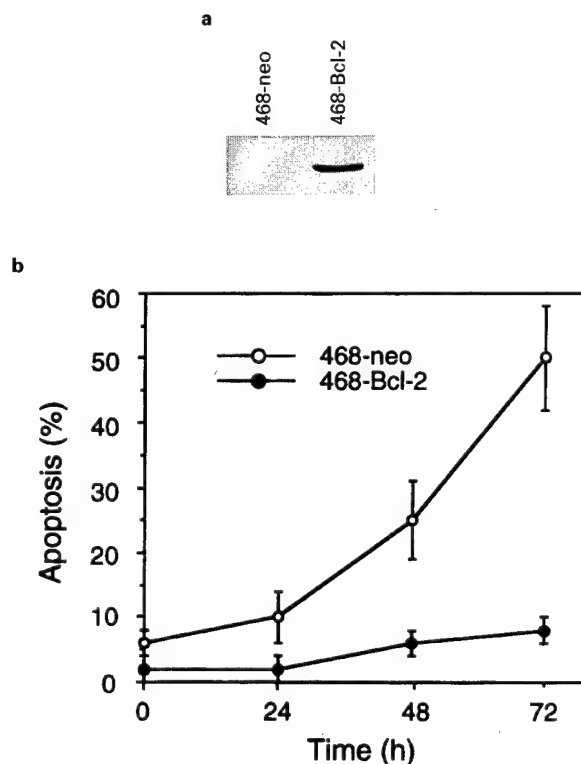 a
468-neo
468-Bcl-2
b
60
50
40
30
20
10
0
Apoptosis (%)
468-neo
468-Bcl-2
0 24 48 72
Time (h)